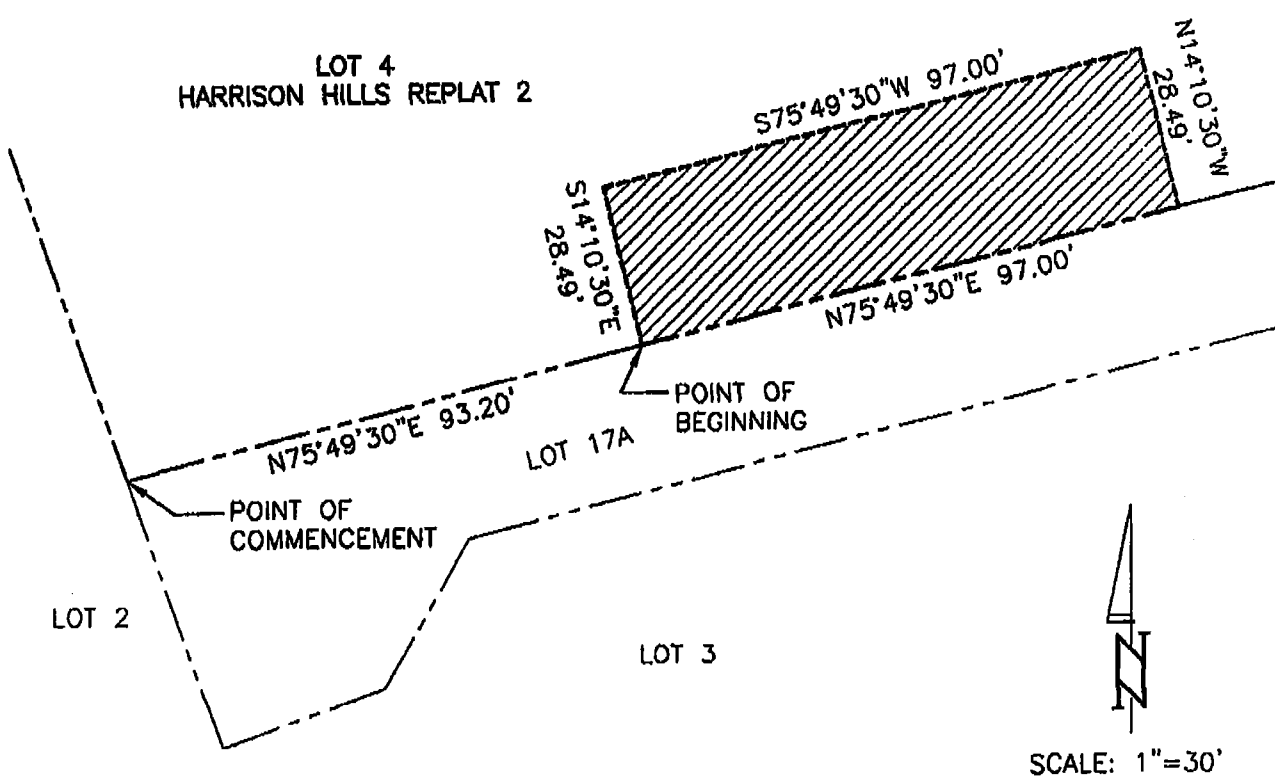 LOT 4
HARRISON HILLS REPLAT 2
S75°49'30"W 97.00'
N14°10'30"W
28.49'
S14°10'30"E
28.49'
N75°49'30"E 97.00'
POINT OF
BEGINNING
N75°49'30"E 93.20'
LOT 17A
POINT OF
COMMENCEMENT
LOT 2
LOT 3
N
SCALE: 1"=30'